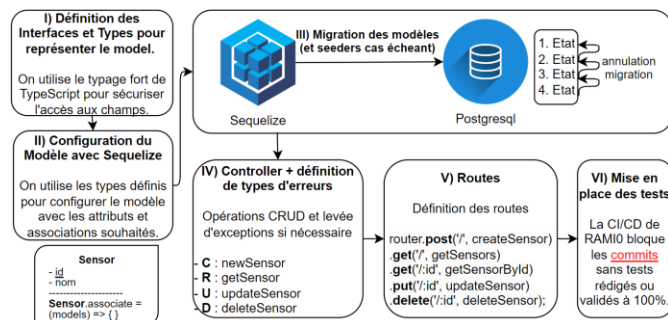 I) Définition des
Interfaces et Types pour
représenter le model.
On utilise le typage fort de
TypeScript pour sécuriser
l'accès aux champs.
II) Configuration du
Modèle avec Sequelize
On utilise les types définis
pour configurer le modèle
avec les attributs et
associations souhaités.
Sensor
- id
- nom
--------------------
Sensor.associate =
(models) => { }
III) Migration des modèles
(et seeders cas échéant)
Sequelize
Postgresql
1. Etat
2. Etat
3. Etat
4. Etat
annulation
migration
IV) Controller + définition
de types d'erreurs
Opérations CRUD et levée
d'exceptions si nécessaire
- C : newSensor
- R : getSensor
- U : updateSensor
- D : deleteSensor
V) Routes
Définition des routes
router.post('/', createSensor)
.get('/', getSensors)
.get('/:id', getSensorById)
.put('/:id', updateSensor)
.delete('/:id', deleteSensor);
VI) Mise en
place des tests
La CI/CD de
RAMI0 bloque
les commits
sans tests
rédigés ou
validés à 100%.